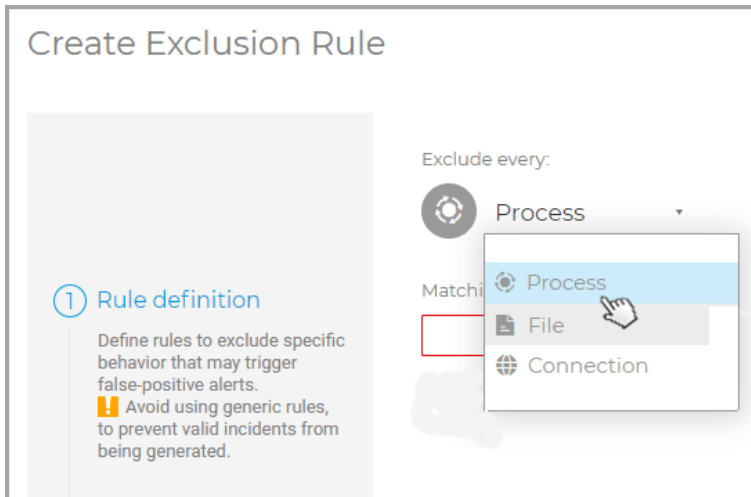 Create Exclusion Rule
Exclude every:
Process
Process
Matchi
File
Connection
1 Rule definition
Define rules to exclude specific
behavior that may trigger
false-positive alerts.
! Avoid using generic rules,
to prevent valid incidents from
being generated.